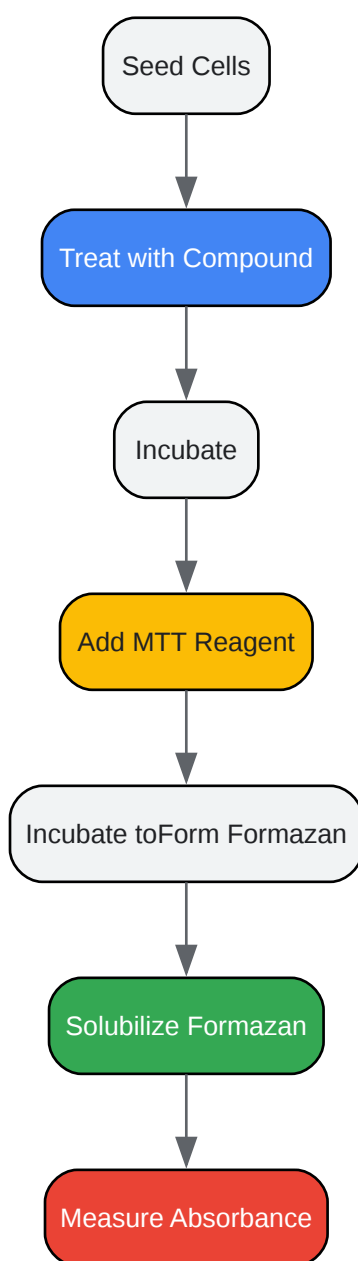 Seed Cells
Treat with Compound
Incubate
Add MTT Reagent
Incubate toForm Formazan
Solubilize Formazan
Measure Absorbance